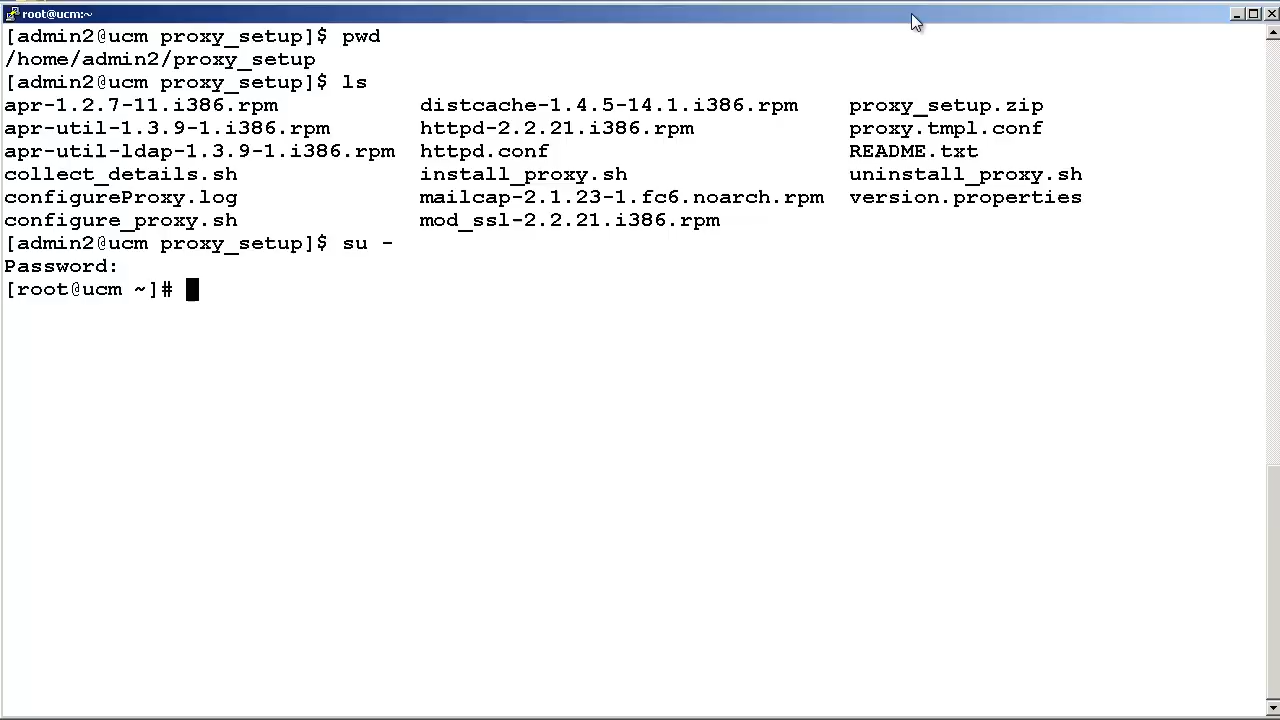 root@ucm:~
[admin2@ucm proxy_setup]$ pwd
/home/admin2/proxy_setup
[admin2@ucm proxy_setup]$ ls
apr-1.2.7-11.i386.rpm distcache-1.4.5-14.1.i386.rpm proxy_setup.zip
apr-util-1.3.9-1.i386.rpm httpd-2.2.21.i386.rpm proxy.tmpl.conf
apr-util-ldap-1.3.9-1.i386.rpm httpd.conf README.txt
collect_details.sh install_proxy.sh uninstall_proxy.sh
configureProxy.log mailcap-2.1.23-1.fc6.noarch.rpm version.properties
configure_proxy.sh mod_ssl-2.2.21.i386.rpm
[admin2@ucm proxy_setup]$ su -
Password:
[root@ucm ~]#